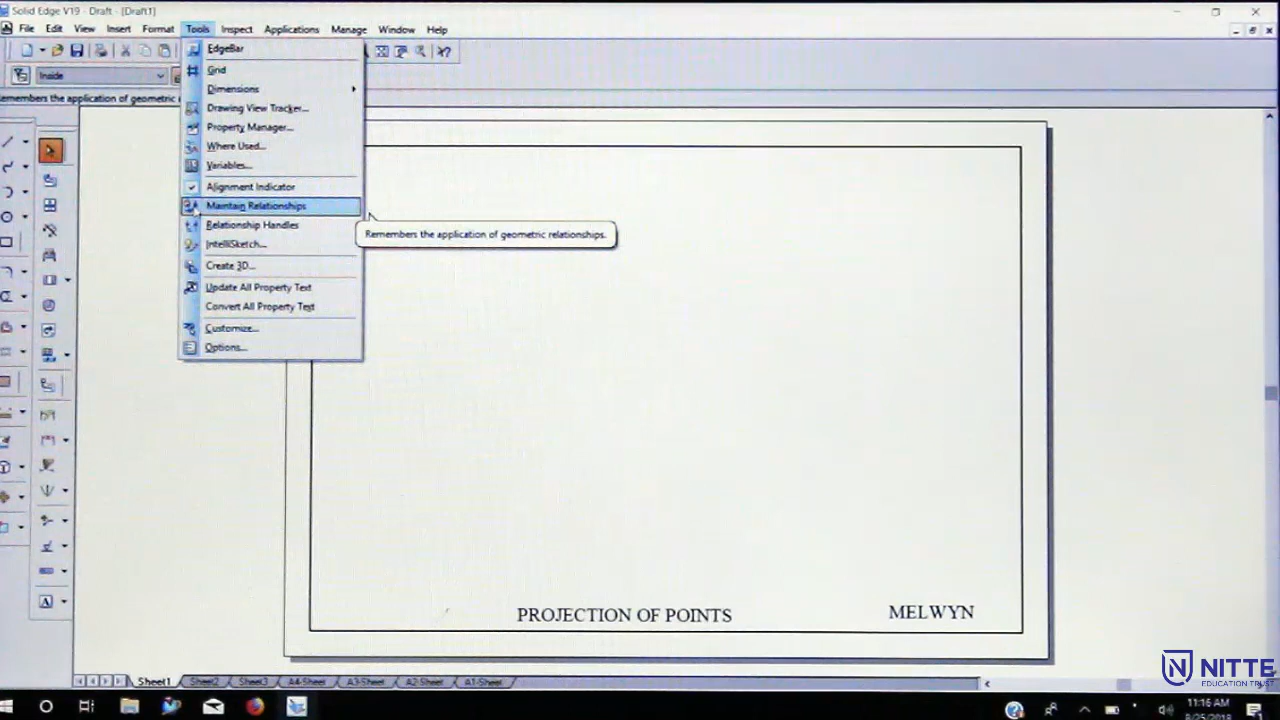 Solid Edge V19 - Draft - [Draft1]
File Edit View Insert Format Tools Inspect Applications Manage Window Help
EdgeBar
Inside
Grid
Dimensions
Remembers the application of geometric
Drawing View Tracker...
Property Manager...
Where Used...
Variables...
Alignment Indicator
Maintain Relationships
Relationship Handles
Remembers the application of geometric relationships.
IntelliSketch...
Create 3D...
Update All Property Text
Convert All Property Text
Customize...
Options...
PROJECTION OF POINTS
MELWYN
Sheet1 Sheet2 Sheet3 A4-Sheet A3-Sheet A2-Sheet A1-Sheet
NITTE
EDUCATION TRUST
11:16 AM
8/25/2018